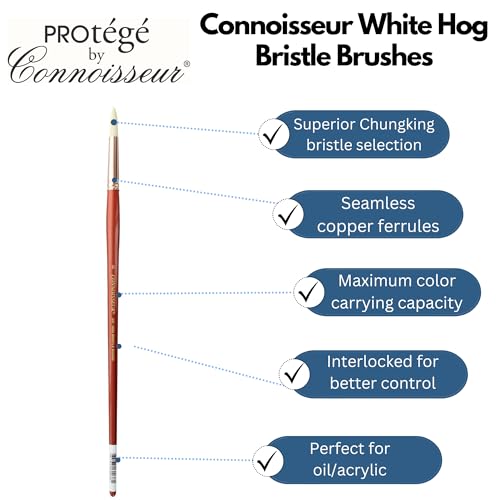 PROtégé
by
Connoisseur®
Connoisseur White Hog
Bristle Brushes
Superior Chungking
bristle selection
Seamless
copper ferrules
Maximum color
carrying capacity
Interlocked for
better control
Perfect for
oil/acrylic